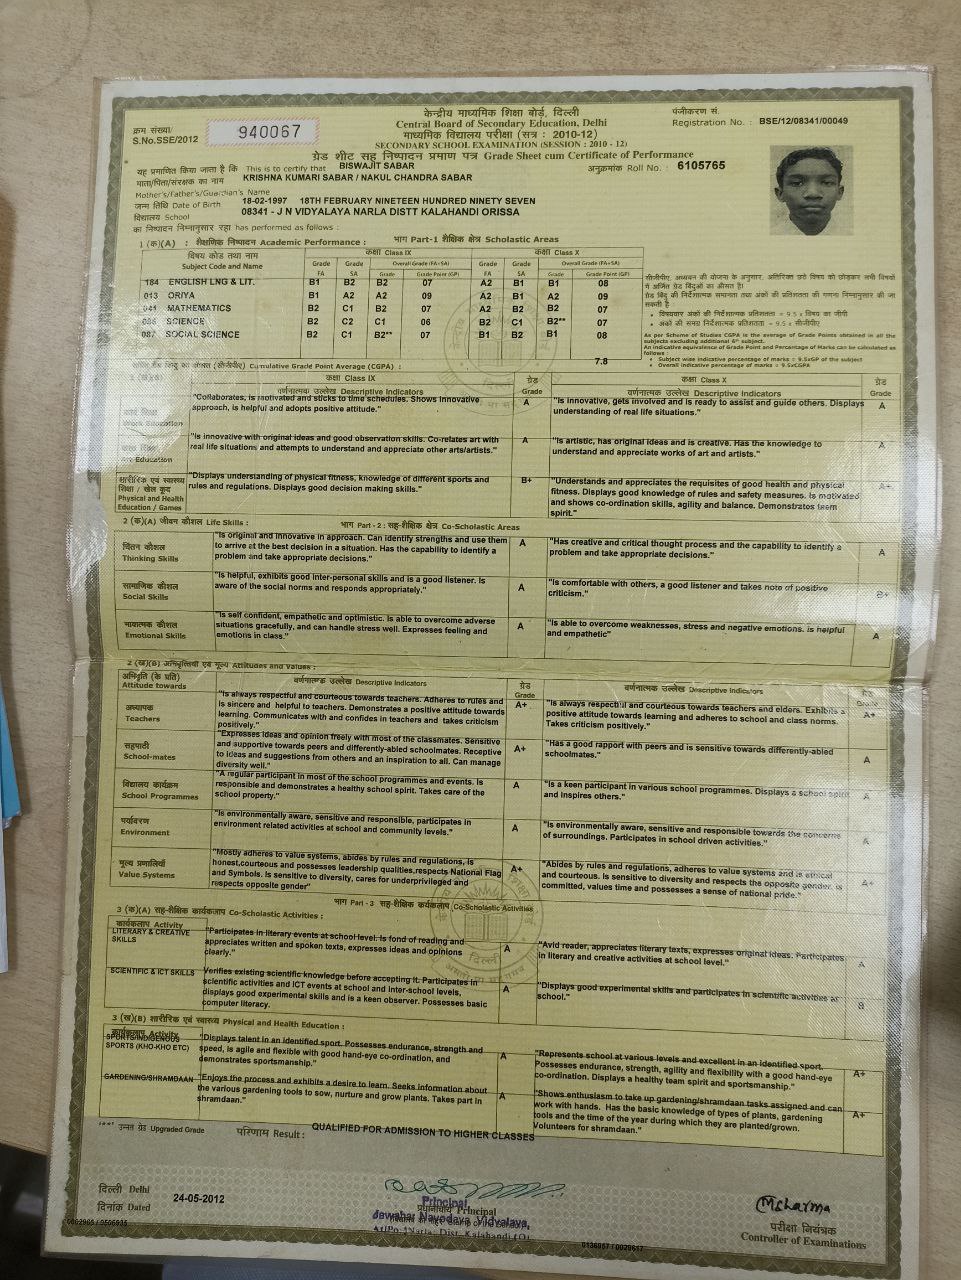 केन्द्रीय माध्यमिक शिक्षा बोर्ड, दिल्ली
Central Board of Secondary Education, Delhi
माध्यमिक विद्यालय परीक्षा (सत्र : 2010-12)
SECONDARY SCHOOL EXAMINATION (SESSION : 2010 - 12)
ग्रेड शीट सह निष्पादन प्रमाण पत्र Grade Sheet cum Certificate of Performance
क्रम संख्या/
S.No.SSE/2012 940067
पंजीकरण सं.
Registration No. : BSE/12/08341/00049
अनुक्रमांक Roll No. : 6105765
यह प्रमाणित किया जाता है कि This is to certify that BISWAJIT SABAR
माता/पिता/संरक्षक का नाम KRISHNA KUMARI SABAR / NAKUL CHANDRA SABAR
Mother's/Father's/Guardian's Name
जन्म तिथि Date of Birth 18-02-1997 18TH FEBRUARY NINETEEN HUNDRED NINETY SEVEN
विद्यालय School 08341 - J N VIDYALAYA NARLA DISTT KALAHANDI ORISSA
का निष्पादन निम्नानुसार रहा has performed as follows :
1 (क)(A) : शैक्षणिक निष्पादन Academic Performance : भाग Part-1 शैक्षिक क्षेत्र Scholastic Areas
विषय कोड तथा नाम कक्षा Class IX कक्षा Class X
Subject Code and Name Grade Grade Overall Grade (FA+SA) Grade Grade Overall Grade (FA+SA)
FA SA Grade Grade Point (GP) FA SA Grade Grade Point (GP)
184 ENGLISH LNG & LIT. B1 B2 B2 07 A2 B1 B1 08
013 ORIYA B1 A2 A2 09 A2 B1 A2 09
041 MATHEMATICS B2 C1 B2 07 A2 B2 B2 07
086 SCIENCE B2 C2 C1 06 B2 C1 B2** 07
087 SOCIAL SCIENCE B2 C1 B2** 07 B1 B2 B1 08
सीसीपीए, अध्ययन की योजना के अनुसार, अतिरिक्त छठे विषय को छोड़कर सभी विषयों
में अर्जित ग्रेड बिंदुओं का औसत है।
ग्रेड बिंदु की निर्देशात्मक समानता तथा अंकों की प्रतिशतता की गणना निम्नानुसार की जा
सकती है
• विषयवार अंकों की निर्देशात्मक प्रतिशतता = 9.5 x विषय का जीपी
• अंकों की समग्र निर्देशात्मक प्रतिशतता = 9.5 x सीजीपीए
As per Scheme of Studies CGPA is the average of Grade Points obtained in all the
subjects excluding additional 6th subject.
An indicative equivalence of Grade Point and Percentage of Marks can be calculated as
follows :
• Subject wise indicative percentage of marks = 9.5xGP of the subject
• Overall indicative percentage of marks = 9.5xCGPA
Cumulative Grade Point Average (CGPA) : 7.8
कक्षा Class IX ग्रेड कक्षा Class X ग्रेड
वर्णनात्मक उल्लेख Descriptive Indicators Grade वर्णनात्मक उल्लेख Descriptive Indicators Grade
Work Education
"Collaborates, is motivated and sticks to time schedules. Shows innovative
approach, is helpful and adopts positive attitude." A
"Is innovative, gets involved and is ready to assist and guide others. Displays
understanding of real life situations." A
Art Education
"Is innovative with original ideas and good observation skills. Co-relates art with
real life situations and attempts to understand and appreciate other arts/artists." A
"Is artistic, has original ideas and is creative. Has the knowledge to
understand and appreciate works of art and artists." A
शारीरिक एवं स्वास्थ्य
शिक्षा / खेल कूद
Physical and Health
Education / Games
"Displays understanding of physical fitness, knowledge of different sports and
rules and regulations. Displays good decision making skills." B+
"Understands and appreciates the requisites of good health and physical
fitness. Displays good knowledge of rules and safety measures. Is motivated
and shows co-ordination skills, agility and balance. Demonstrates team
spirit." A+
2 (क)(A) जीवन कौशल Life Skills : भाग Part - 2 : सह-शैक्षिक क्षेत्र Co-Scholastic Areas
चिंतन कौशल
Thinking Skills
"Is original and innovative in approach. Can identify strengths and use them
to arrive at the best decision in a situation. Has the capability to identify a
problem and take appropriate decisions." A
"Has creative and critical thought process and the capability to identify a
problem and take appropriate decisions." A
सामाजिक कौशल
Social Skills
"Is helpful, exhibits good inter-personal skills and is a good listener. Is
aware of the social norms and responds appropriately." A
"Is comfortable with others, a good listener and takes note of positive
criticism." B+
भावात्मक कौशल
Emotional Skills
"Is self confident, empathetic and optimistic. Is able to overcome adverse
situations gracefully, and can handle stress well. Expresses feeling and
emotions in class." A
"Is able to overcome weaknesses, stress and negative emotions. is helpful
and empathetic" A
2 (ख)(B) अभिवृत्तियां एवं मूल्य Attitudes and Values :
अभिवृति (के प्रति) वर्णनात्मक उल्लेख Descriptive Indicators ग्रेड वर्णनात्मक उल्लेख Descriptive Indicators ग्रेड
Attitude towards Grade Grade
अध्यापक
Teachers
"Is always respectful and courteous towards teachers. Adheres to rules and
is sincere and helpful to teachers. Demonstrates a positive attitude towards
learning. Communicates with and confides in teachers and takes criticism
positively." A+
"Is always respectful and courteous towards teachers and elders. Exhibits a
positive attitude towards learning and adheres to school and class norms.
Takes criticism positively." A+
सहपाठी
School-mates
"Expresses ideas and opinion freely with most of the classmates. Sensitive
and supportive towards peers and differently-abled schoolmates. Receptive
to ideas and suggestions from others and an inspiration to all. Can manage
diversity well." A+
"Has a good rapport with peers and is sensitive towards differently-abled
schoolmates." A
विद्यालय कार्यक्रम
School Programmes
"A regular participant in most of the school programmes and events. Is
responsible and demonstrates a healthy school spirit. Takes care of the
school property." A
"Is a keen participant in various school programmes. Displays a school spirit
and inspires others." A
पर्यावरण
Environment
"Is environmentally aware, sensitive and responsible, participates in
environment related activities at school and community levels." A
"Is environmentally aware, sensitive and responsible towards the concerns
of surroundings. Participates in school driven activities." A
मूल्य प्रणालियाँ
Value Systems
"Mostly adheres to value systems, abides by rules and regulations, is
honest,courteous and possesses leadership qualities,respects National Flag
and Symbols. Is sensitive to diversity, cares for underprivileged and
respects opposite gender" A+
"Abides by rules and regulations, adheres to value systems and is ethical
and courteous. Is sensitive to diversity and respects the opposite gender. is
committed, values time and possesses a sense of national pride." A+
भाग Part - 3 सह-शैक्षिक कार्यकलाप Co-Scholastic Activities
3 (क)(A) सह-शैक्षिक कार्यकलाप Co-Scholastic Activities :
कार्यकलाप Activity
LITERARY & CREATIVE
SKILLS
"Participates in literary events at school level. Is fond of reading and
appreciates written and spoken texts, expresses ideas and opinions
clearly." A
"Avid reader, appreciates literary texts, expresses original ideas. Participates
in literary and creative activities at school level." A
SCIENTIFIC & ICT SKILLS
Verifies existing scientific knowledge before accepting it. Participates in
scientific activities and ICT events at school and inter-school levels,
displays good experimental skills and is a keen observer. Possesses basic
computer literacy. A
"Displays good experimental skills and participates in scientific activities at
school."
3 (ख)(B) शारीरिक एवं स्वास्थ्य Physical and Health Education :
कार्यकलाप Activity
SPORTS/INDIGENOUS
SPORTS (KHO-KHO ETC)
"Displays talent in an identified sport. Possesses endurance, strength and
speed, is agile and flexible with good hand-eye co-ordination, and
demonstrates sportsmanship." A
"Represents school at various levels and excellent in an identified sport.
Possesses endurance, strength, agility and flexibility with a good hand-eye
co-ordination. Displays a healthy team spirit and sportsmanship." A+
GARDENING/SHRAMDAAN
"Enjoys the process and exhibits a desire to learn. Seeks information about
the various gardening tools to sow, nurture and grow plants. Takes part in
shramdaan." A
"Shows enthusiasm to take up gardening/shramdaan tasks assigned and can
work with hands. Has the basic knowledge of types of plants, gardening
tools and the time of the year during which they are planted/grown.
Volunteers for shramdaan." A+
उन्नत ग्रेड Upgraded Grade परिणाम Result : QUALIFIED FOR ADMISSION TO HIGHER CLASSES
दिल्ली Delhi
दिनांक Dated 24-05-2012
प्रधानाचार्य Principal
Principal
Jawahar Navodaya Vidyalaya,
At/Po-Narla, Dist. Kalahandi (O)
MSharma
परीक्षा नियंत्रक
Controller of Examinations
0002965 / 9506935
0136957 / 0029617